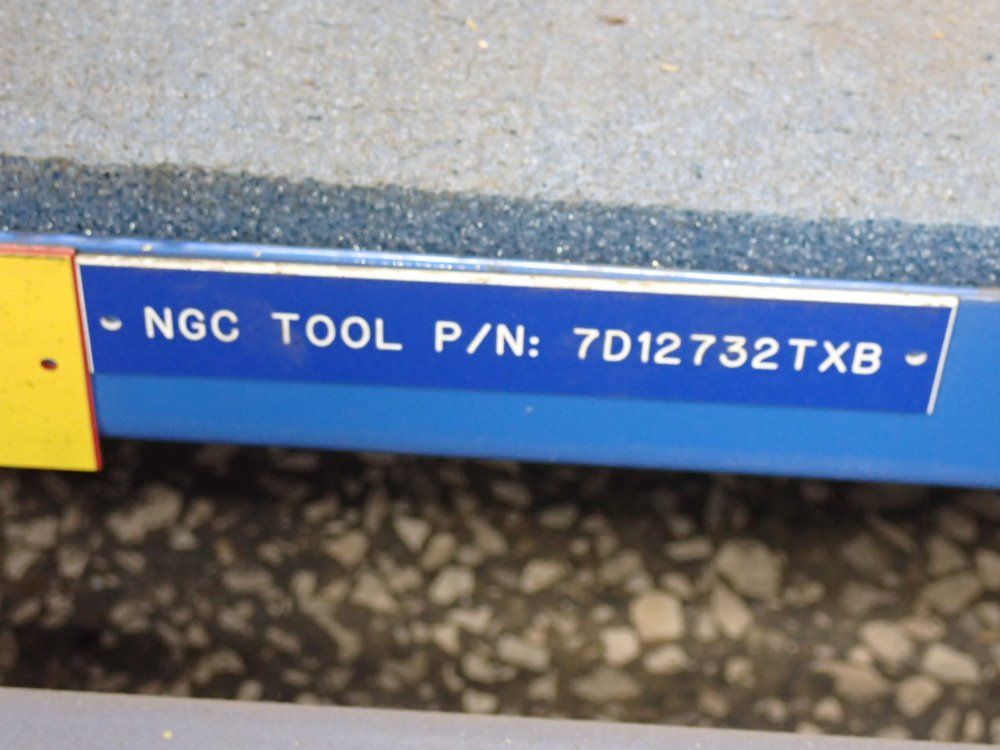 NGC TOOL P/N: 7D12732TXB